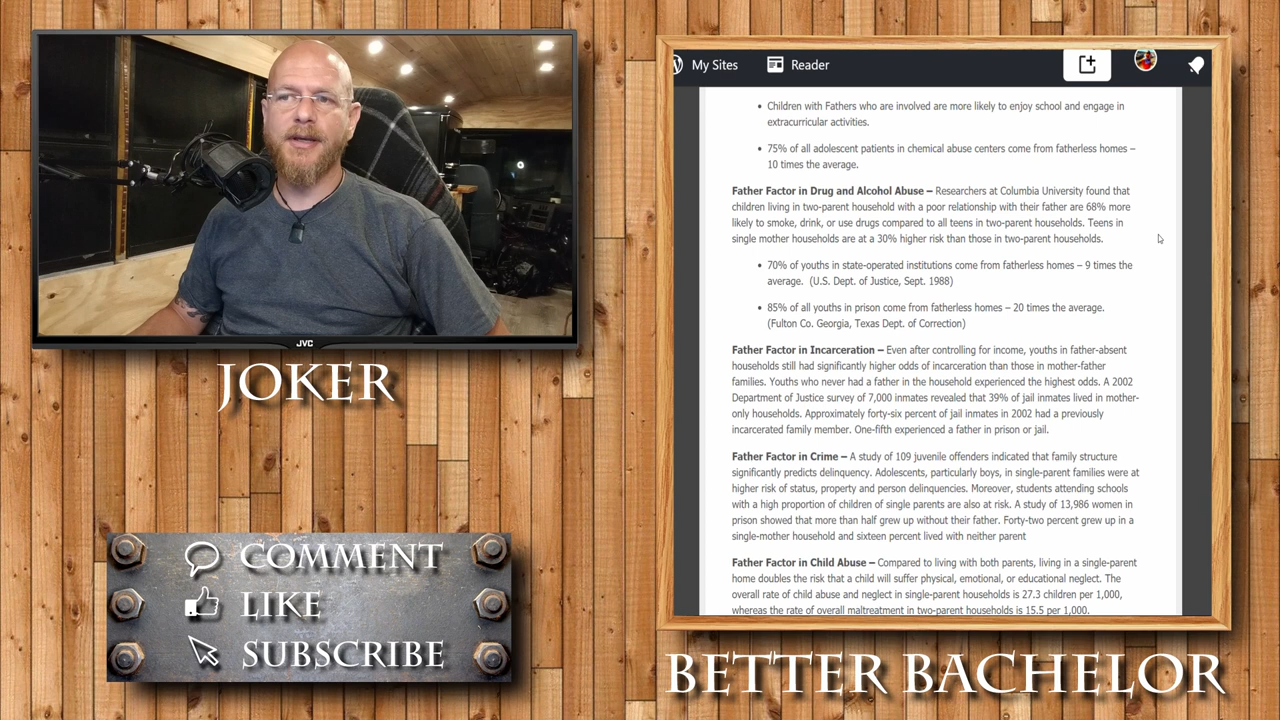 JVC
JOKER
COMMENT
LIKE
SUBSCRIBE
My Sites
Reader
• Children with Fathers who are involved are more likely to enjoy school and engage in
extracurricular activities.
• 75% of all adolescent patients in chemical abuse centers come from fatherless homes –
10 times the average.
Father Factor in Drug and Alcohol Abuse – Researchers at Columbia University found that
children living in two-parent household with a poor relationship with their father are 68% more
likely to smoke, drink, or use drugs compared to all teens in two-parent households. Teens in
single mother households are at a 30% higher risk than those in two-parent households.
• 70% of youths in state-operated institutions come from fatherless homes – 9 times the
average. (U.S. Dept. of Justice, Sept. 1988)
• 85% of all youths in prison come from fatherless homes – 20 times the average.
(Fulton Co. Georgia, Texas Dept. of Correction)
Father Factor in Incarceration – Even after controlling for income, youths in father-absent
households still had significantly higher odds of incarceration than those in mother-father
families. Youths who never had a father in the household experienced the highest odds. A 2002
Department of Justice survey of 7,000 inmates revealed that 39% of jail inmates lived in mother-
only households. Approximately forty-six percent of jail inmates in 2002 had a previously
incarcerated family member. One-fifth experienced a father in prison or jail.
Father Factor in Crime – A study of 109 juvenile offenders indicated that family structure
significantly predicts delinquency. Adolescents, particularly boys, in single-parent families were at
higher risk of status, property and person delinquencies. Moreover, students attending schools
with a high proportion of children of single parents are also at risk. A study of 13,986 women in
prison showed that more than half grew up without their father. Forty-two percent grew up in a
single-mother household and sixteen percent lived with neither parent
Father Factor in Child Abuse – Compared to living with both parents, living in a single-parent
home doubles the risk that a child will suffer physical, emotional, or educational neglect. The
overall rate of child abuse and neglect in single-parent households is 27.3 children per 1,000,
whereas the rate of overall maltreatment in two-parent households is 15.5 per 1,000.
BETTER BACHELOR